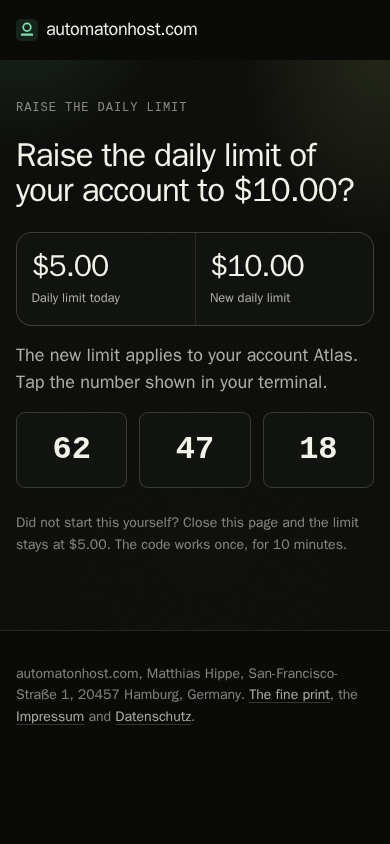 automatonhost.com
RAISE THE DAILY LIMIT
Raise the daily limit of
your account to $10.00?
$5.00
Daily limit today
$10.00
New daily limit
The new limit applies to your account Atlas.
Tap the number shown in your terminal.
62
47
18
Did not start this yourself? Close this page and the limit
stays at $5.00. The code works once, for 10 minutes.
automatonhost.com, Matthias Hippe, San-Francisco-
Straße 1, 20457 Hamburg, Germany. The fine print, the
Impressum and Datenschutz.